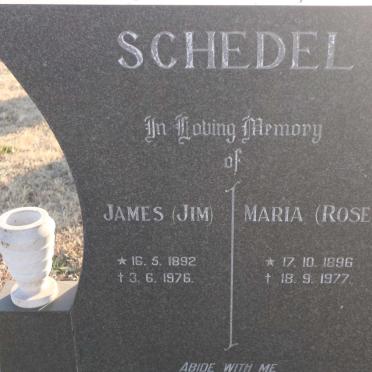 SCHEDEL
In Loving Memory
of
JAMES (JIM) MARIA (ROSE
★ 16. 5. 1892 ★ 17. 10. 1896
† 3. 6. 1976. † 18. 9. 1977.
ABIDE WITH ME